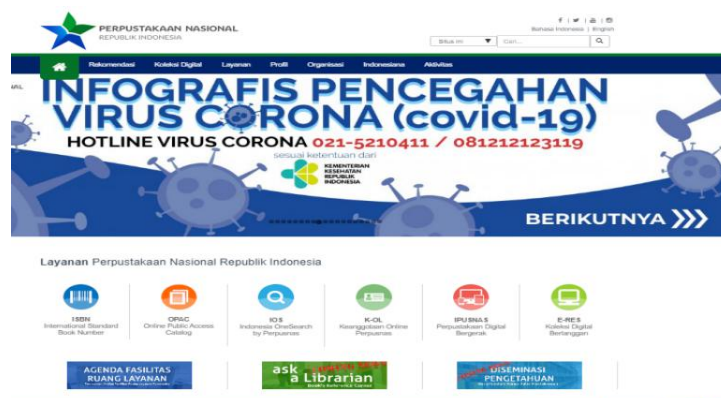 PERPUSTAKAAN NASIONAL
REPUBLIK INDONESIA
Bahasa Indonesia | English
Situs ini
Cari...
Rekomendasi Koleksi Digital Layanan Profil Organisasi Indonesiana Aktivitas
INFOGRAFIS PENCEGAHAN
VIRUS CORONA (covid-19)
HOTLINE VIRUS CORONA 021-5210411 / 081212123119
sesuai ketentuan dari
KEMENTERIAN
KESEHATAN
REPUBLIK
INDONESIA
BERIKUTNYA
Layanan Perpustakaan Nasional Republik Indonesia
ISBN
International Standard
Book Number
OPAC
Online Public Access
Catalog
IOS
Indonesia OneSearch
by Perpusnas
K-OL
Keanggotaan Online
Perpusnas
IPUSNAS
Perpustakaan Digital
Bergerak
E-RES
Koleksi Digital
Berlanggan
AGENDA FASILITAS
RUANG LAYANAN
ask
a Librarian
DISEMINASI
PENGETAHUAN